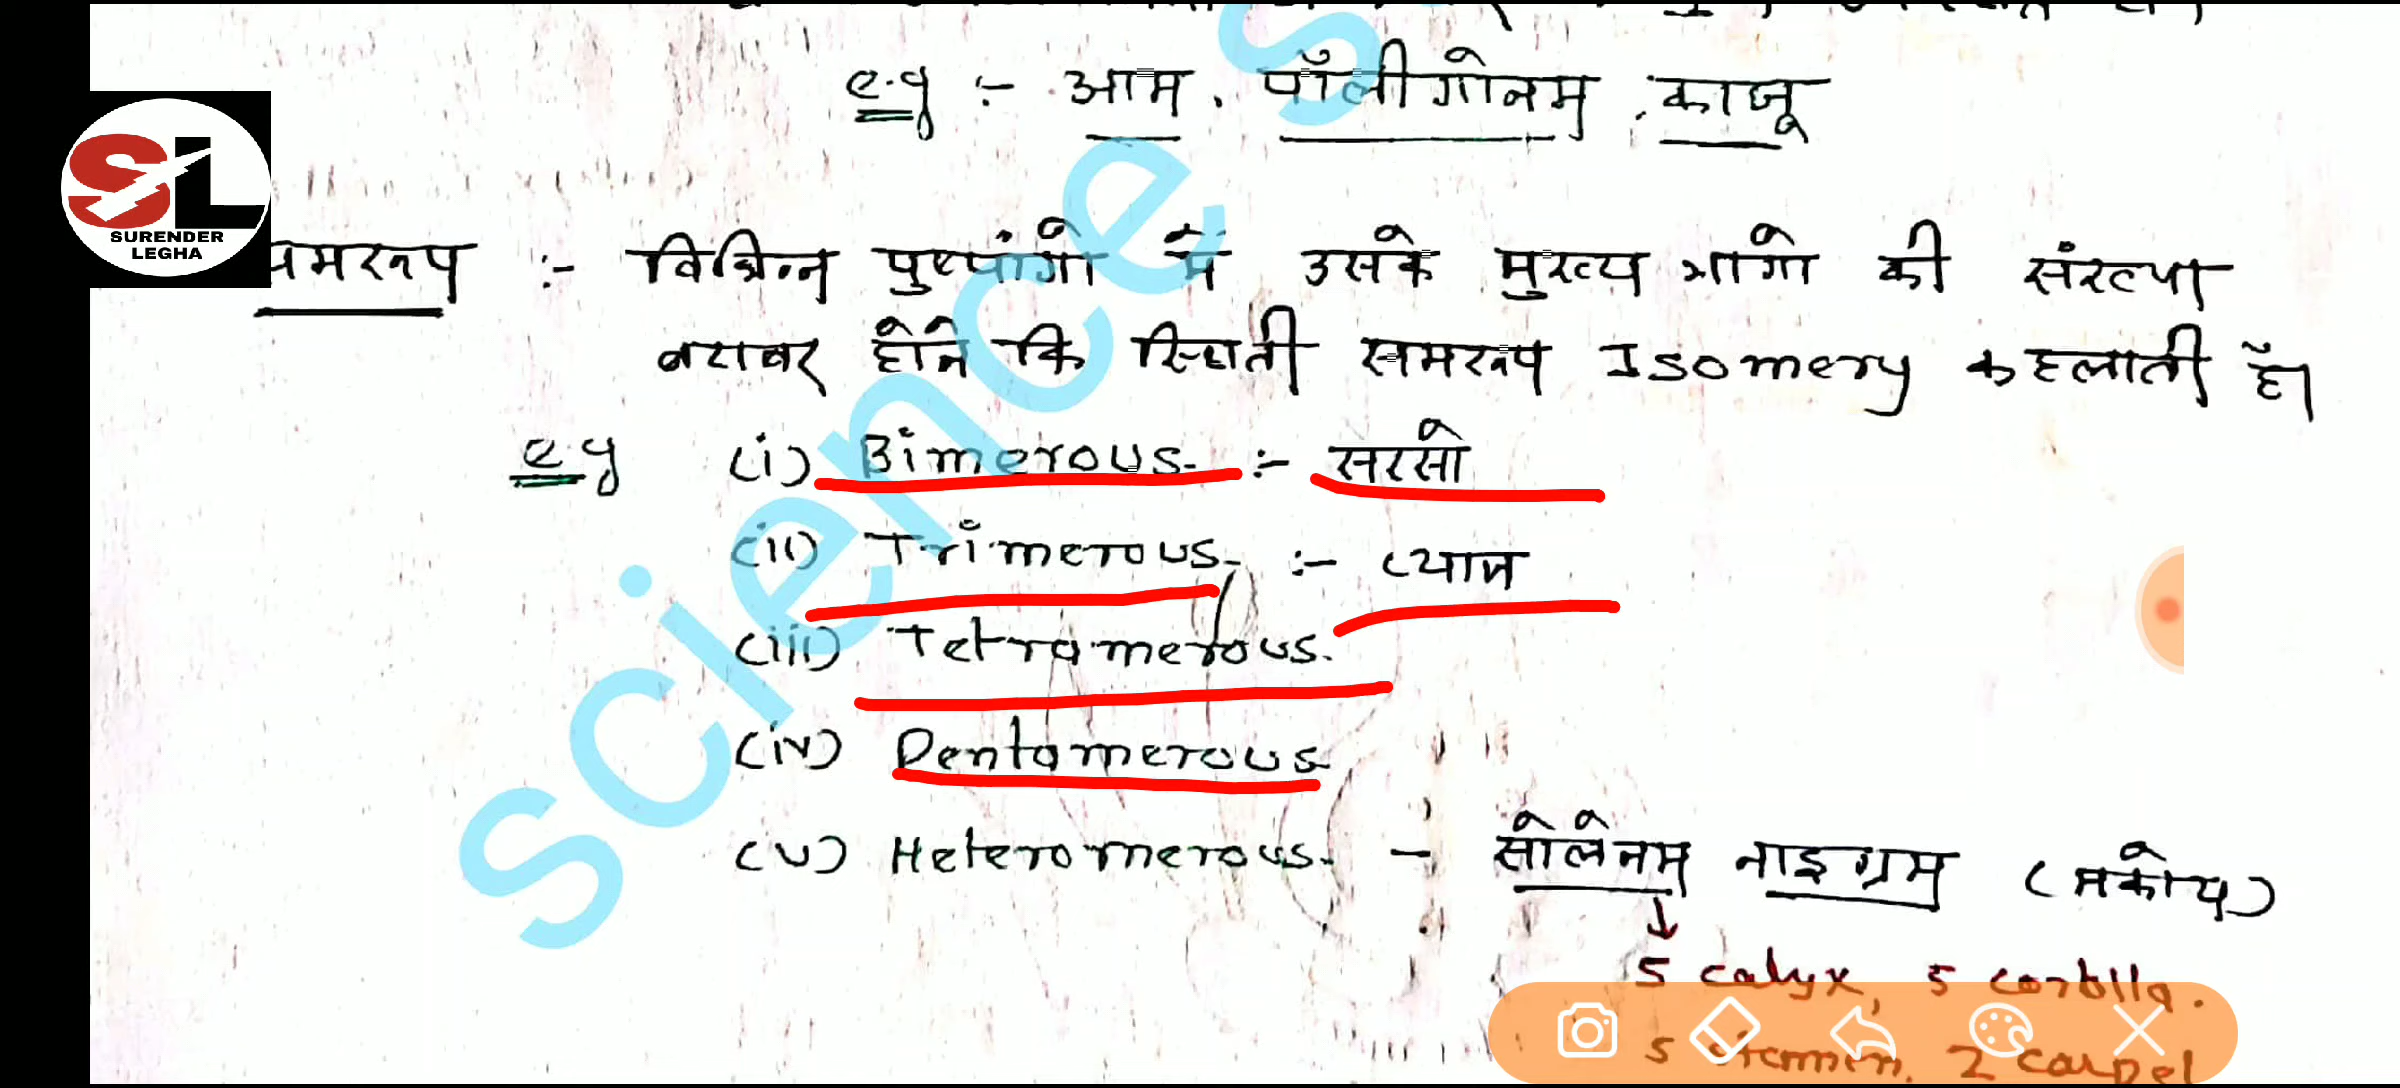 e.g :- आम, पॉलीगोनम, काजू
SL
SURENDER
LEGHA
समरूप :- विभिन्न पुष्पांगो में उसके मुख्य भागो की संख्या
बराबर होने कि स्थिती समरूप Isomery कहलाती है।
e.g (i) Bimerous :- सरसो
(ii) Trimerous :- प्याज
(iii) Tetramerous
(iv) Pentamerous
(v) Heteromerous - सोलेनम नाइग्रम (मकोय)
↓
5 calyx, 5 corolla.
5 stamen, 2 carpel
science